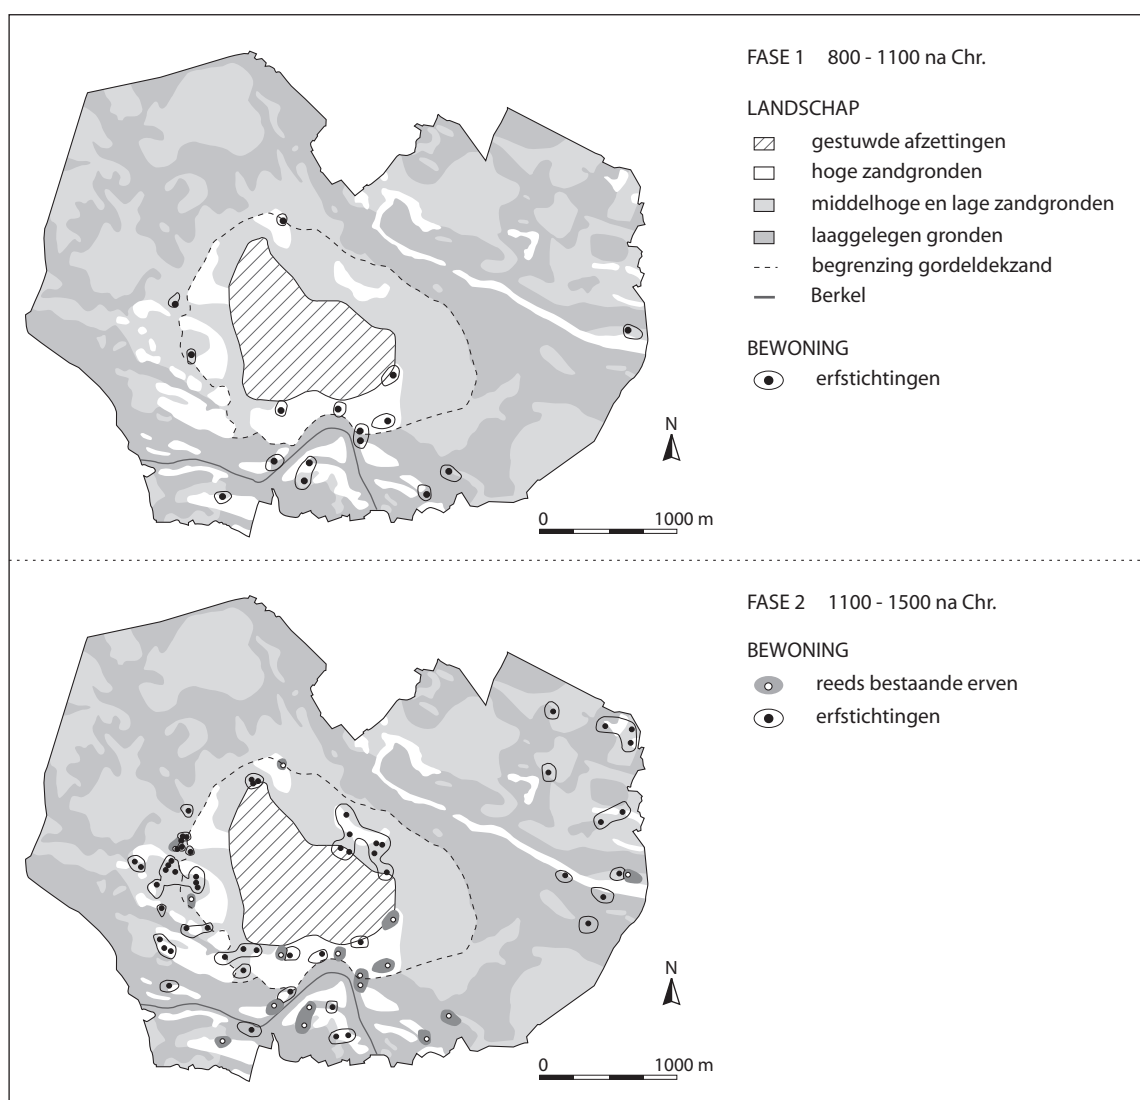 FASE 1 800 - 1100 na Chr.
LANDSCHAP
gestuwde afzettingen
hoge zandgronden
middelhoge en lage zandgronden
laaggelegen gronden
begrenzing gordeldekzand
Berkel
BEWONING
erfstichtingen
N
0 1000 m
FASE 2 1100 - 1500 na Chr.
BEWONING
reeds bestaande erven
erfstichtingen
N
0 1000 m